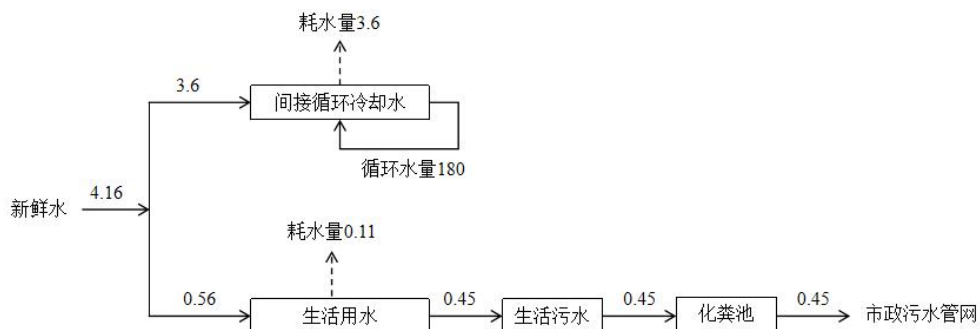 耗水量3.6
3.6
间接循环冷却水
循环水量180
4.16
新鲜水
耗水量0.11
0.56
生活用水
0.45
生活污水
0.45
化粪池
0.45
市政污水管网